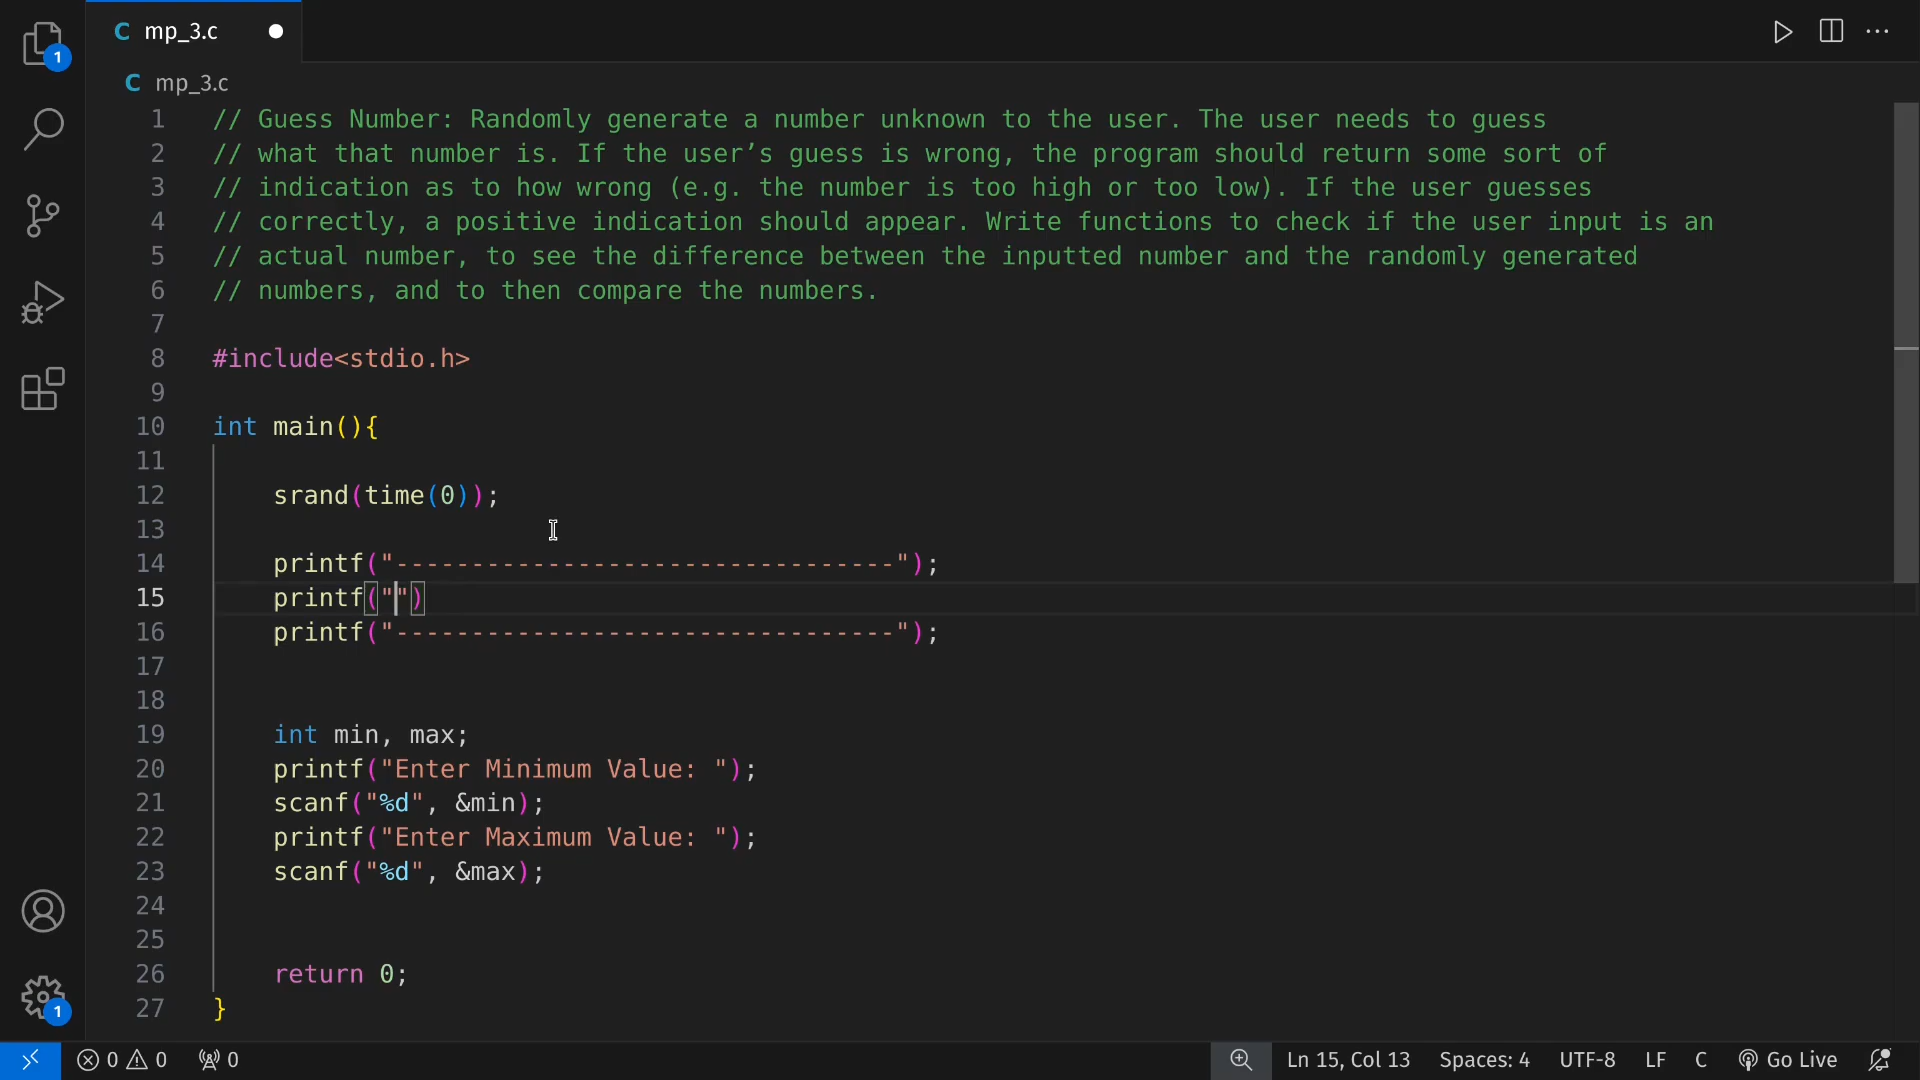 1
C mp_3.c
C mp_3.c
1 // Guess Number: Randomly generate a number unknown to the user. The user needs to guess
2 // what that number is. If the user’s guess is wrong, the program should return some sort of
3 // indication as to how wrong (e.g. the number is too high or too low). If the user guesses
4 // correctly, a positive indication should appear. Write functions to check if the user input is an
5 // actual number, to see the difference between the inputted number and the randomly generated
6 // numbers, and to then compare the numbers.
7
8 #include<stdio.h>
9
10 int main(){
11
12     srand(time(0));
13
14     printf("---------------------------------");
15     printf("")
16     printf("---------------------------------");
17
18
19     int min, max;
20     printf("Enter Minimum Value: ");
21     scanf("%d", &min);
22     printf("Enter Maximum Value: ");
23     scanf("%d", &max);
24
25
26     return 0;
27 }
1
0 0 0 Ln 15, Col 13 Spaces: 4 UTF-8 LF C Go Live